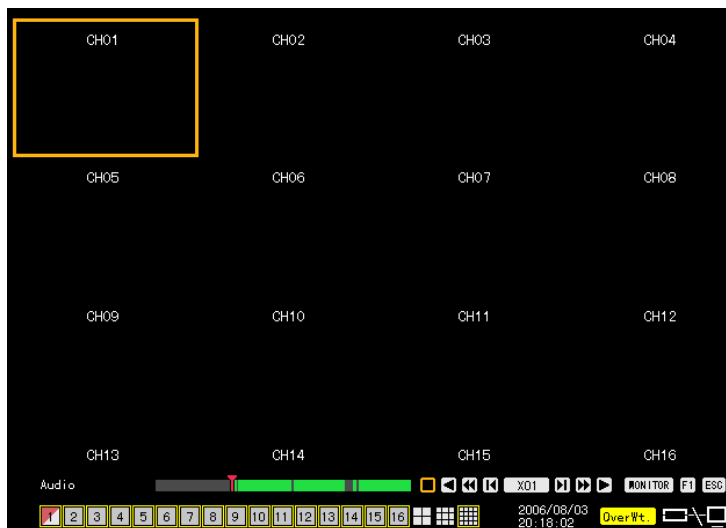 CH01 CH02 CH03 CH04
CH05 CH06 CH07 CH08
CH09 CH10 CH11 CH12
CH13 CH14 CH15 CH16
Audio X01 MONITOR F1 ESC
1 2 3 4 5 6 7 8 9 10 11 12 13 14 15 16 2006/08/03 OverWt.
20:18:02